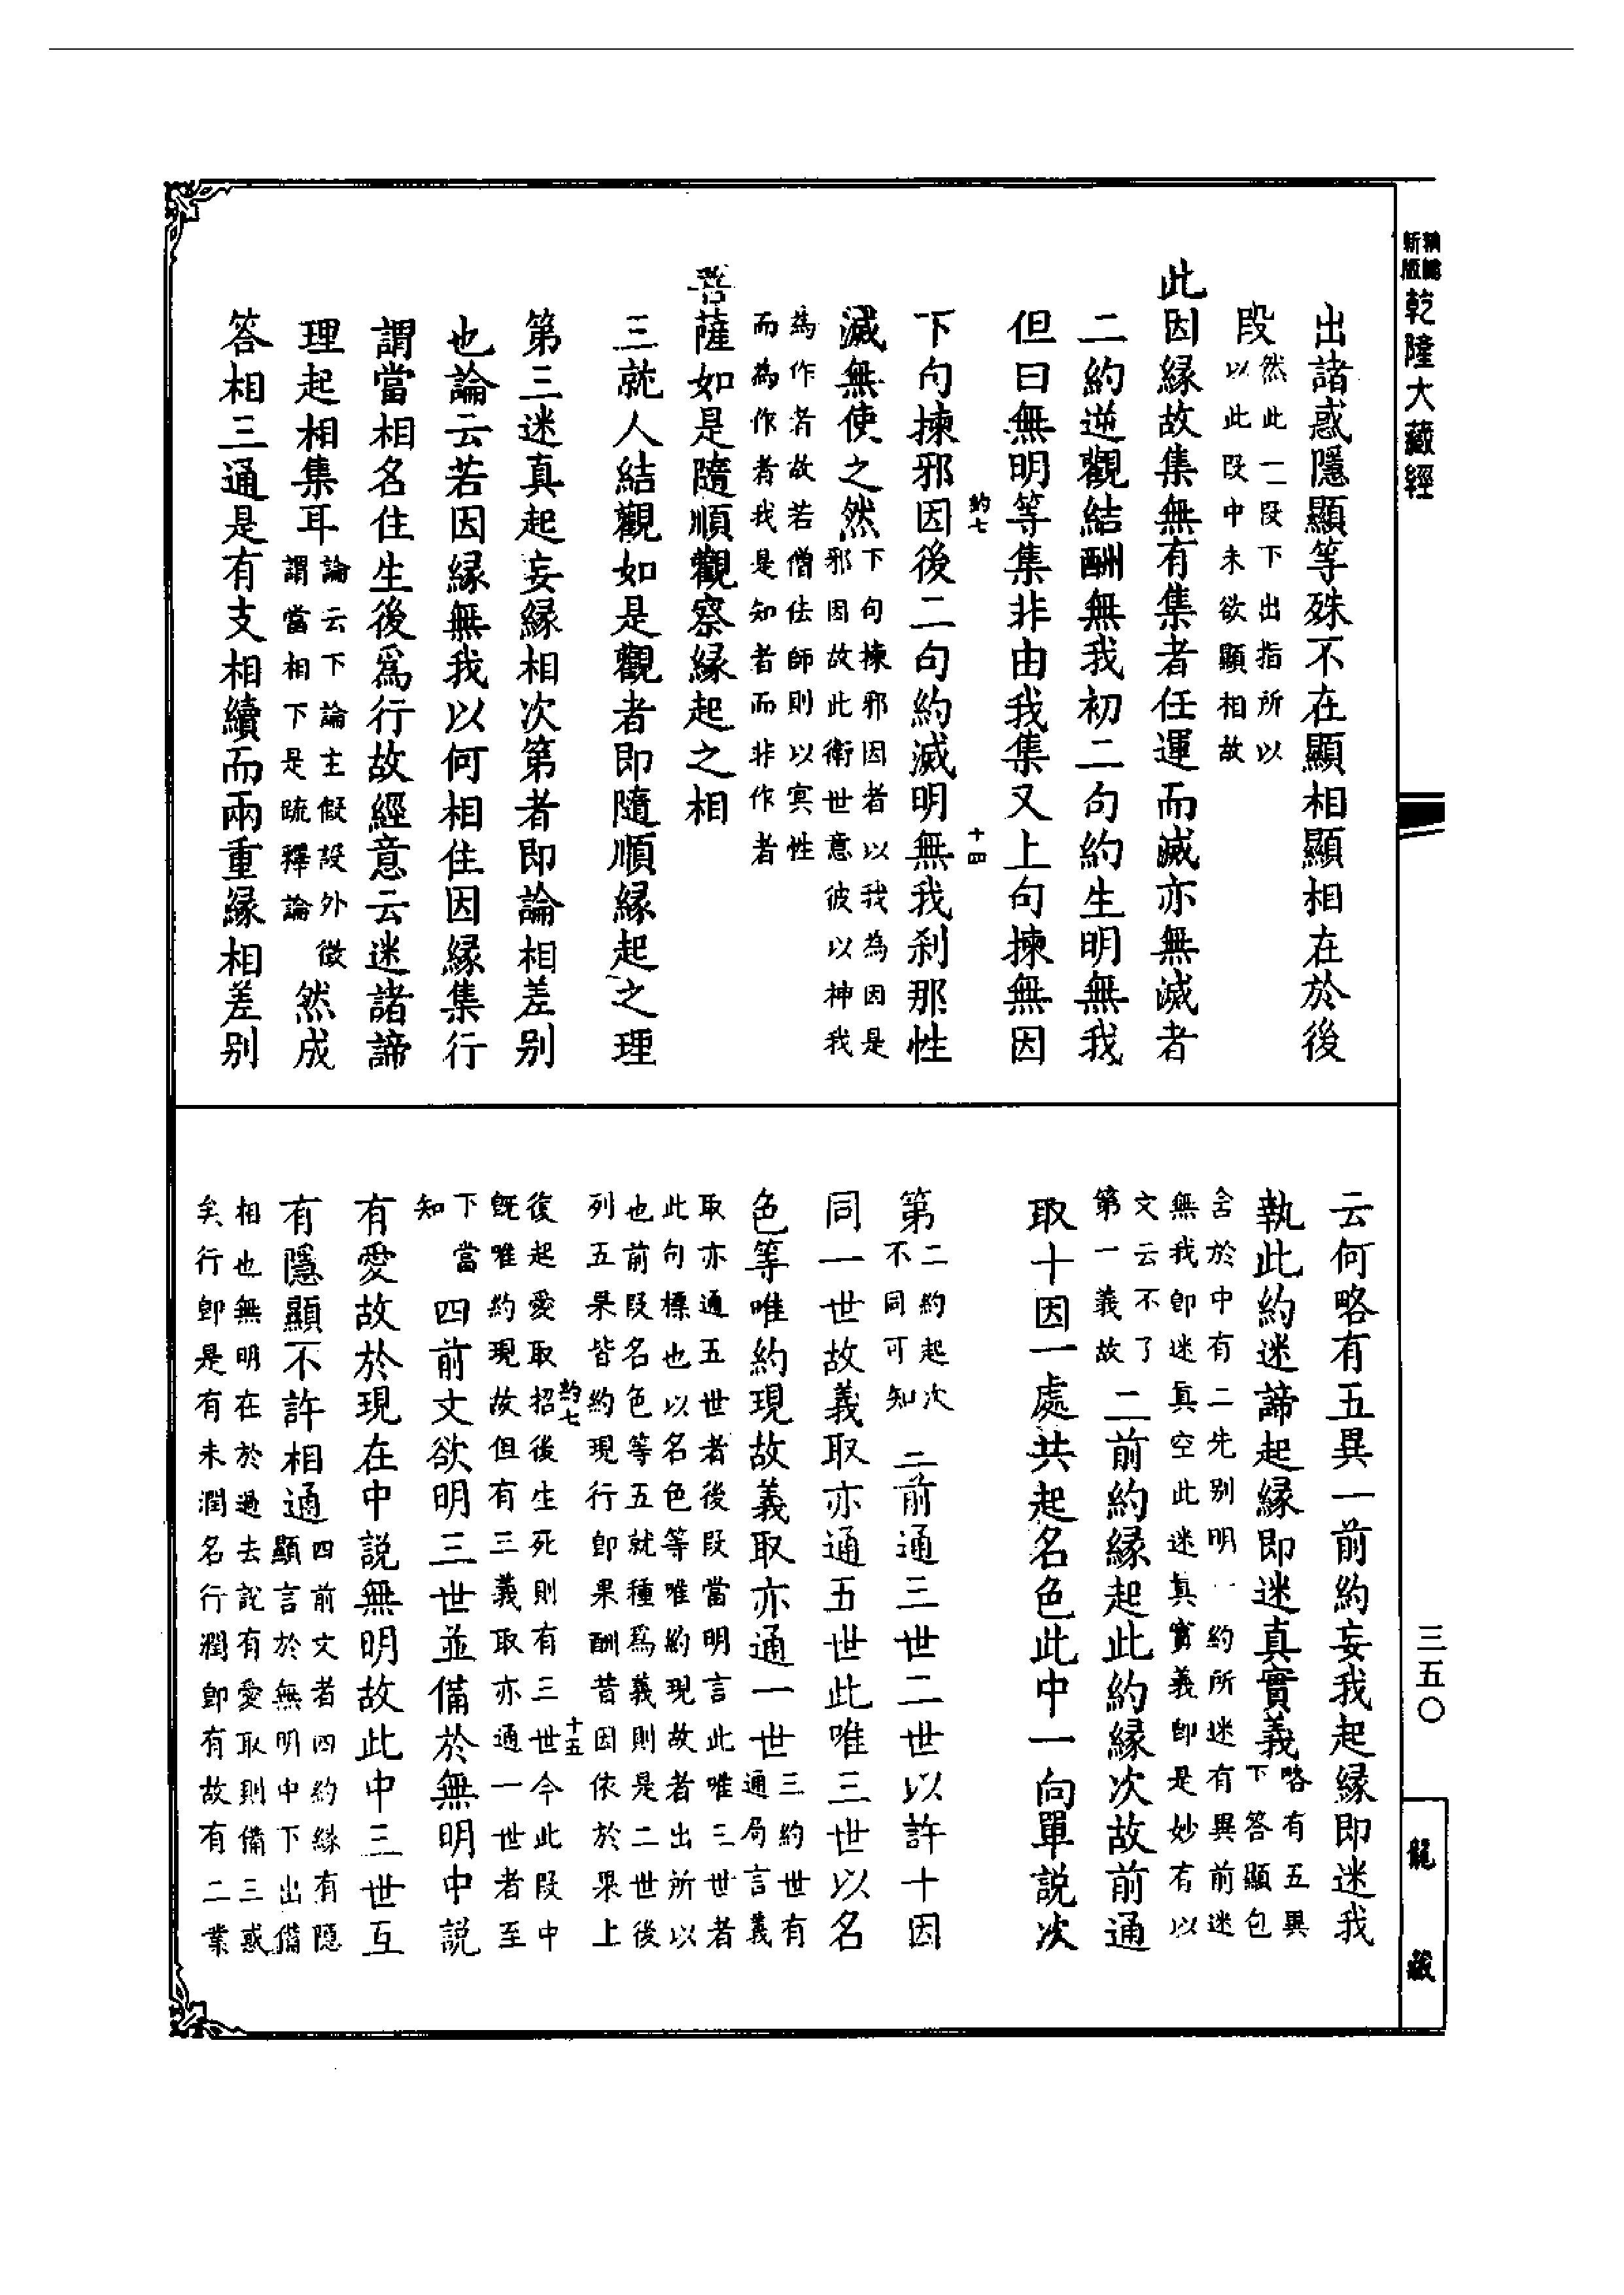 新版
精縮
乾隆大藏經
出諸惑隱顯等殊不在顯相顯相在於後
段
然此一段下出指所以
以此段中未欲顯相故
此因緣故集無有集者任運而滅亦無滅者
二約逆觀結酬無我初二句約生明無我
但曰無明等集非由我集又上句揀無因
約七
十四
下句揀邪因後二句約滅明無我刹那性
滅無使之然
下句揀邪因者以我為因是
邪因故此衛世意彼以神我
為作者故若僧佉師則以冥性
而為作者我是知者而非作者
菩薩如是隨順觀察緣起之相
三就人結觀如是觀者即隨順緣起之理
第三迷真起妄緣相次第者即論相差別
也論云若因緣無我以何相住因緣集行
謂當相名住生後爲行故經意云迷諸諦
理起相集耳
論云下論主假設外徵
謂當相下是疏釋論
然成
答相三通是有支相續而兩重緣相差別
云何略有五異一前約妄我起緣即迷我
執此約迷諦起緣即迷真實義
略有五異
下答顯包
含於中有二先別明一約所迷有異前迷
無我即迷真空此迷真實義即是妙有以
文云不了
第一義故
二前約緣起此約緣次故前通
取十因一處共起名色此中一向單説次
第
二約起次
不同可知
二前通三世二世以許十因
同一世故義取亦通五世此唯三世以名
色等唯約現故義取亦通一世
三約世有
通局言義
取亦通五世者後段當明言此唯三世者
此句標也以名色等唯約現故者出所以
也前段名色等五就種爲義則是二世後
列五果皆約現行即果酬昔因依於果上
約七
十五
復起愛取招後生死則有三世今此段中
既唯約現故但有三義取亦通一世者至
下當
知
四前文欲明三世並備於無明中説
有愛故於現在中説無明故此中三世互
有隱顯不許相通
四前文者四約緣有隱
顯言於無明中下出備
相也無明在於過去説有愛取則備三惑
矣行即是有未潤名行潤即有故有二業
三五〇
龍藏